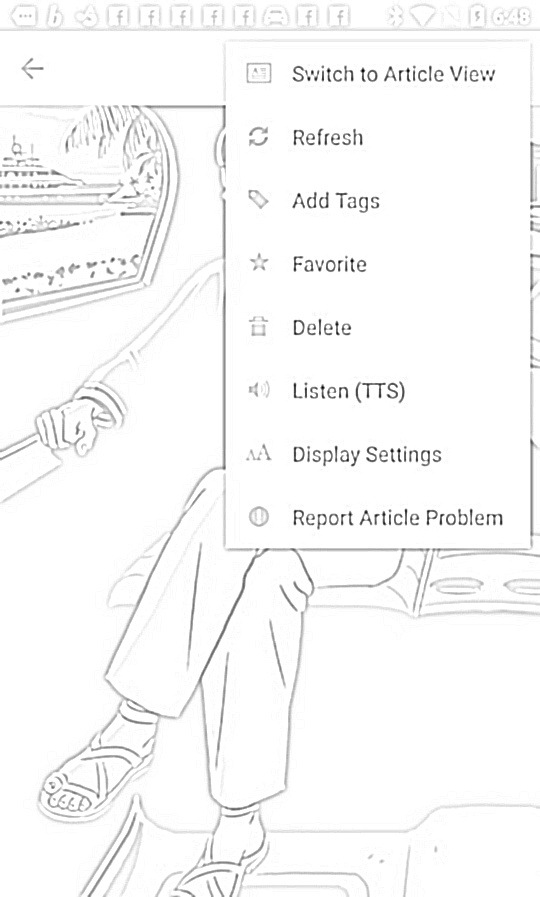 6:48
Switch to Article View
Refresh
Add Tags
Favorite
Delete
Listen (TTS)
Display Settings
Report Article Problem